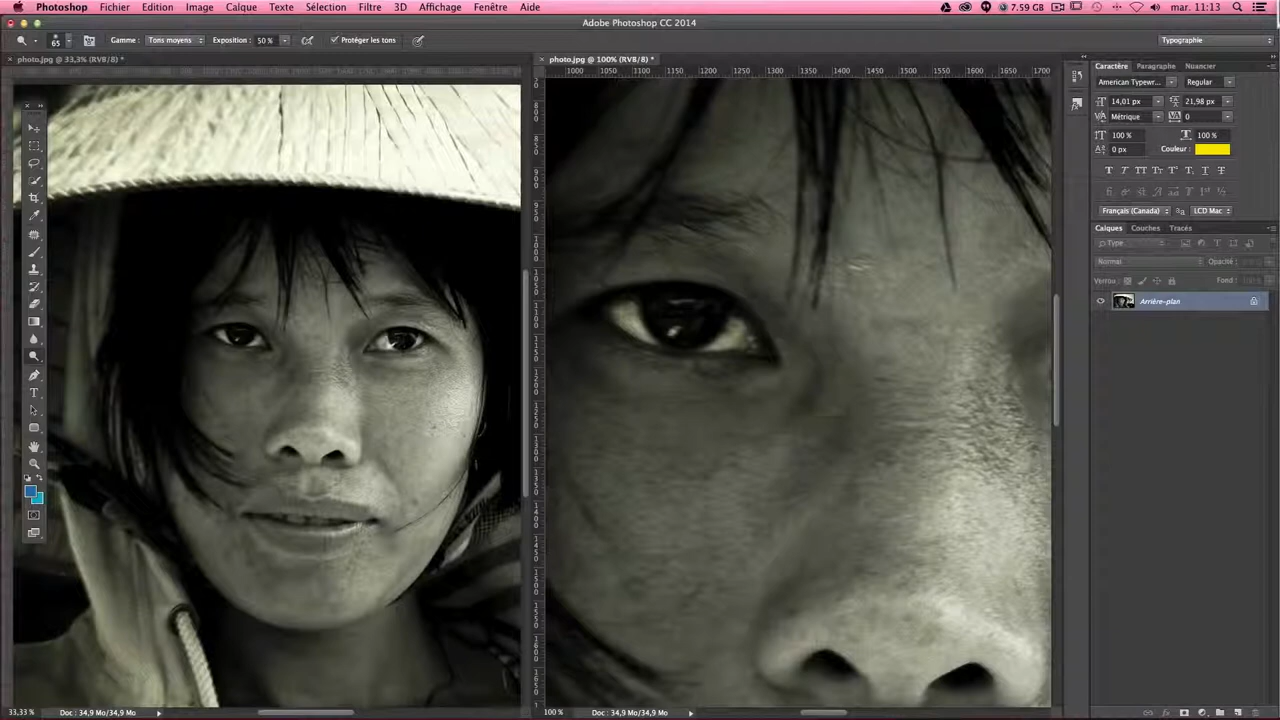 Photoshop Fichier Edition Image Calque Texte Sélection Filtre 3D Affichage Fenêtre Aide 7.59 GB mar. 11:13
Adobe Photoshop CC 2014
65 Gamme : Tons moyens Exposition : 50 % Protéger les tons Typographie
photo.jpg @ 33,3% (RVB/8) * photo.jpg @ 100% (RVB/8) *
1000 1050 1100 1150 1200 1250 1300 1350 1400 1450 1500 1550 1600 1650 1700
Caractère Paragraphe Nuancier
American Typewr... Regular
14,01 px 21,98 px
Métrique 0
100 % 100 %
0 px Couleur :
Français (Canada) LCD Mac
Calques Couches Tracés
Type
Normal Opacité :
Verrou : Fond :
Arrière-plan
33,33 % Doc : 34,9 Mo/34,9 Mo 100 % Doc : 34,9 Mo/34,9 Mo